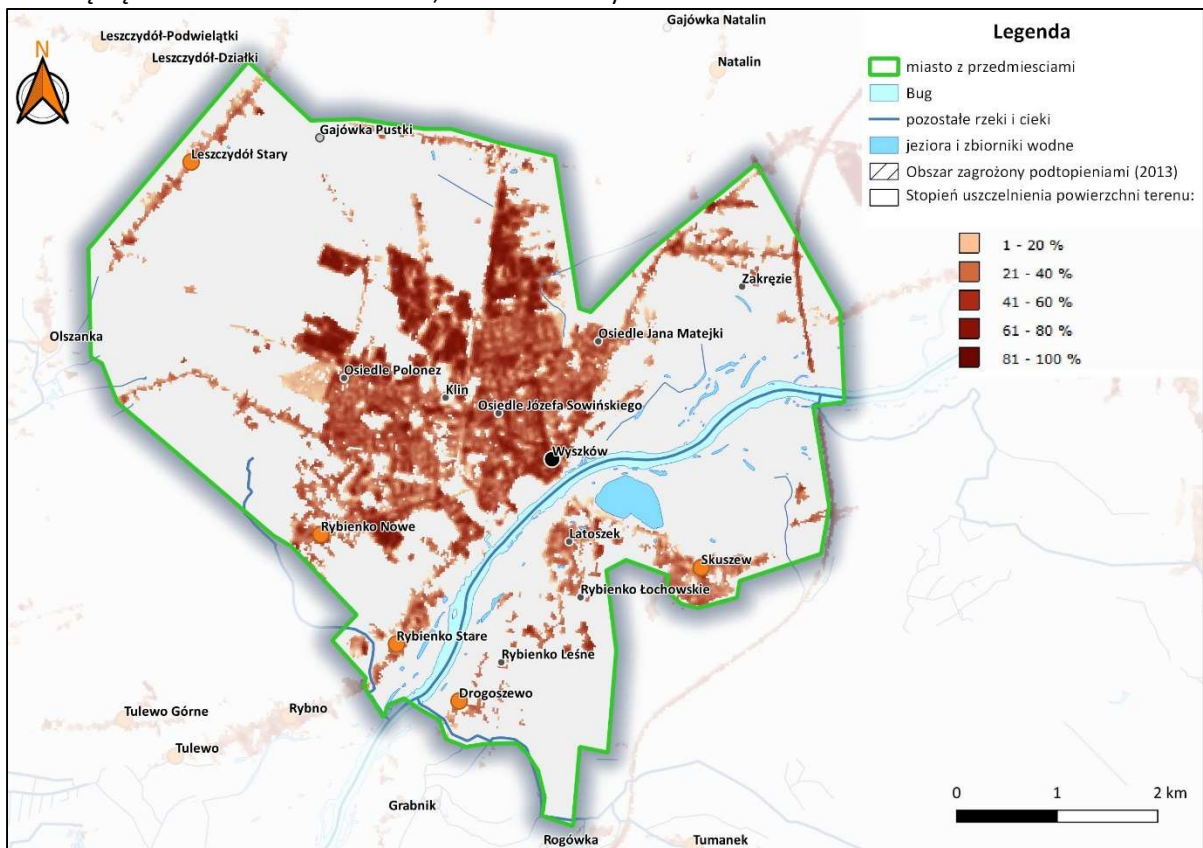 Gajówka Natalin
Leszczydół-Podwielątki
Leszczydół-Działki
Natalin
N
Gajówka Pustki
Leszczydół Stary
Zakręzie
Olszanka
Osiedle Jana Matejki
Osiedle Polonez
Klin
Osiedle Józefa Sowińskiego
Wyszków
Rybienko Nowe
Latoszek
Skuszew
Rybienko Łochowskie
Rybienko Stare
Rybienko Leśne
Drogoszewo
Tulewo Górne
Rybno
Tulewo
Grabnik
Rogówka
Tumanek
Legenda
miasto z przedmiesciami
Bug
pozostałe rzeki i cieki
jeziora i zbiorniki wodne
Obszar zagrożony podtopieniami (2013)
Stopień uszczelnienia powierzchni terenu:
1 - 20 %
21 - 40 %
41 - 60 %
61 - 80 %
81 - 100 %
0 1 2 km